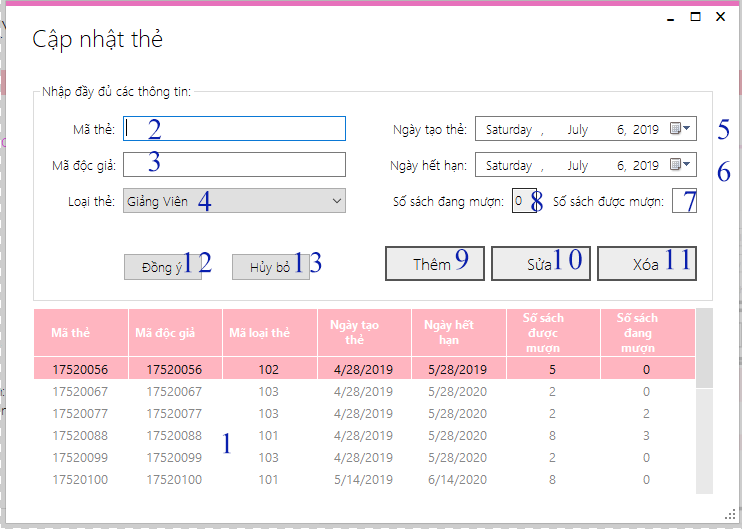 Cập nhật thẻ
Nhập đầy đủ các thông tin:
Mã thẻ: 2 Ngày tạo thẻ: Saturday , July 6, 2019 5
Mã độc giả: 3 Ngày hết hạn: Saturday , July 6, 2019 6
Loại thẻ: Giảng Viên 4 Số sách đang mượn: 0 8 Số sách được mượn: 7
Đồng ý 12 Hủy bỏ 13 Thêm 9 Sửa 10 Xóa 11
Mã thẻ Mã độc giả Mã loại thẻ Ngày tạo thẻ Ngày hết hạn Số sách được mượn Số sách đang mượn
17520056 17520056 102 4/28/2019 5/28/2019 5 0
17520067 17520067 103 4/28/2019 5/28/2020 2 0
17520077 17520077 103 4/28/2019 5/28/2020 2 2
17520088 17520088 1 101 4/28/2019 5/28/2020 8 3
17520099 17520099 103 4/28/2019 5/28/2020 2 0
17520100 17520100 101 5/14/2019 6/14/2020 8 0